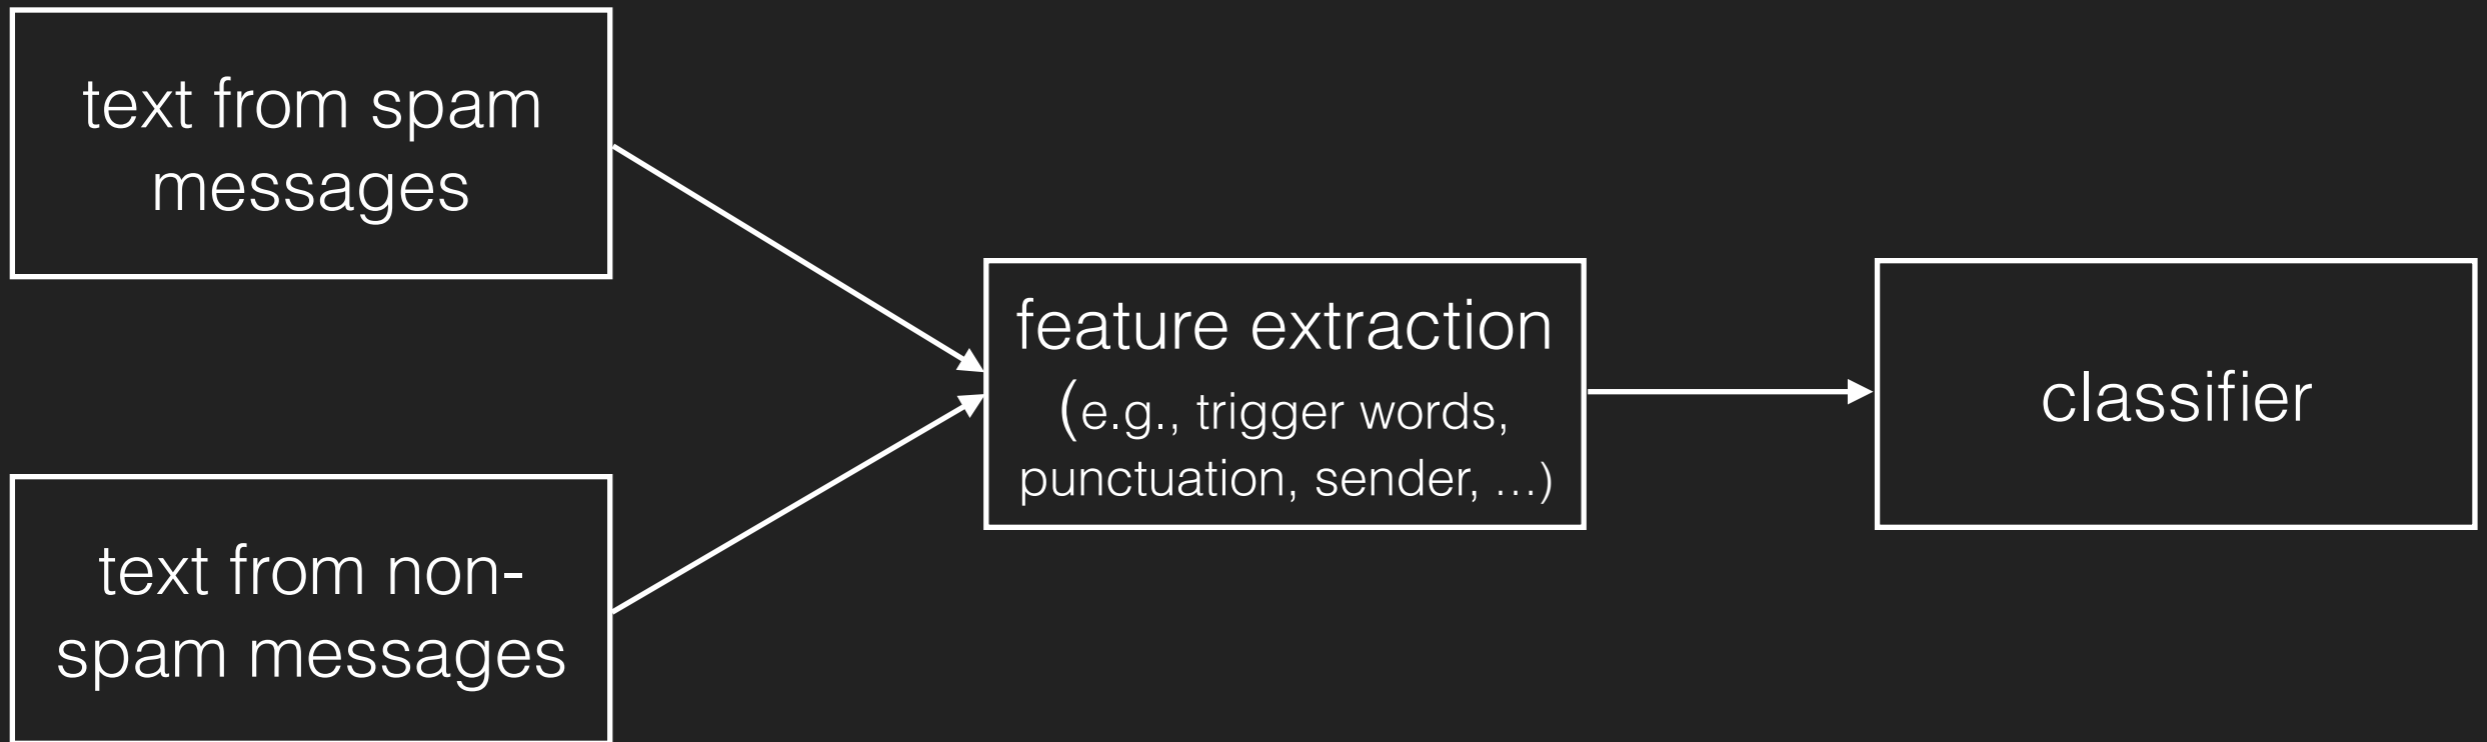 text from spam
messages
text from non-
spam messages
feature extraction
(e.g., trigger words,
punctuation, sender, ...)
classifier